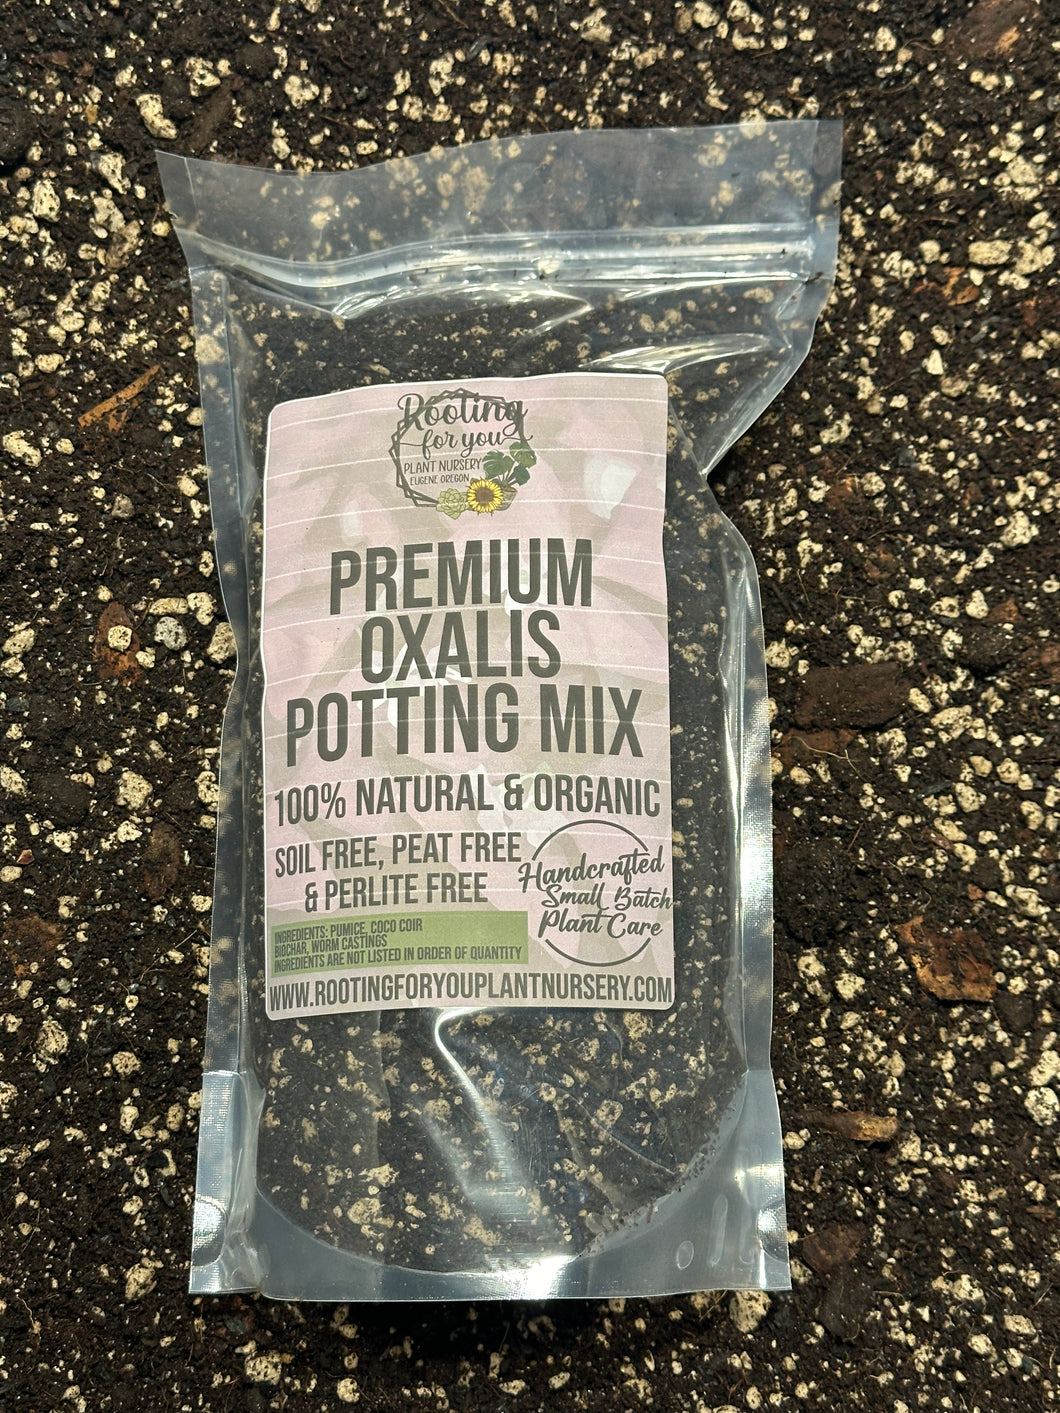 Rooting
for you
PLANT NURSERY
EUGENE OREGON
PREMIUM
OXALIS
POTTING MIX
100% NATURAL & ORGANIC
SOIL FREE, PEAT FREE
& PERLITE FREE
Handcrafted
Small Batch
Plant Care
INGREDIENTS: PUMICE, COCO COIR
BIOCHAR, WORM CASTINGS
INGREDIENTS ARE NOT LISTED IN ORDER OF QUANTITY
WWW.ROOTINGFORYOUPLANTNURSERY.COM